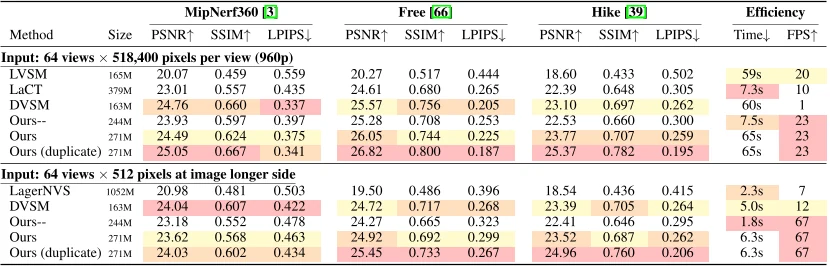 MipNerf360 [3] Free [66] Hike [39] Efficiency
Method Size PSNR↑ SSIM↑ LPIPS↓ PSNR↑ SSIM↑ LPIPS↓ PSNR↑ SSIM↑ LPIPS↓ Time↓ FPS↑
Input: 64 views × 518,400 pixels per view (960p)
LVSM 165M 20.07 0.459 0.559 20.27 0.517 0.444 18.60 0.433 0.502 59s 20
LaCT 379M 23.01 0.557 0.435 24.61 0.680 0.265 22.39 0.648 0.305 7.3s 10
DVSM 163M 24.76 0.660 0.337 25.57 0.756 0.205 23.10 0.697 0.262 60s 1
Ours-- 244M 23.93 0.597 0.397 25.28 0.708 0.253 22.53 0.660 0.300 7.5s 23
Ours 271M 24.49 0.624 0.375 26.05 0.744 0.225 23.77 0.707 0.259 65s 23
Ours (duplicate) 271M 25.05 0.667 0.341 26.82 0.800 0.187 25.37 0.782 0.195 65s 23
Input: 64 views × 512 pixels at image longer side
LagerNVS 1052M 20.98 0.481 0.503 19.50 0.486 0.396 18.54 0.436 0.415 2.3s 7
DVSM 163M 24.04 0.607 0.422 24.72 0.717 0.268 23.39 0.705 0.264 5.0s 12
Ours-- 244M 23.18 0.552 0.478 24.27 0.665 0.323 22.41 0.646 0.295 1.8s 67
Ours 271M 23.62 0.568 0.463 24.92 0.692 0.299 23.52 0.687 0.262 6.3s 67
Ours (duplicate) 271M 24.03 0.602 0.434 25.45 0.733 0.267 24.96 0.760 0.206 6.3s 67